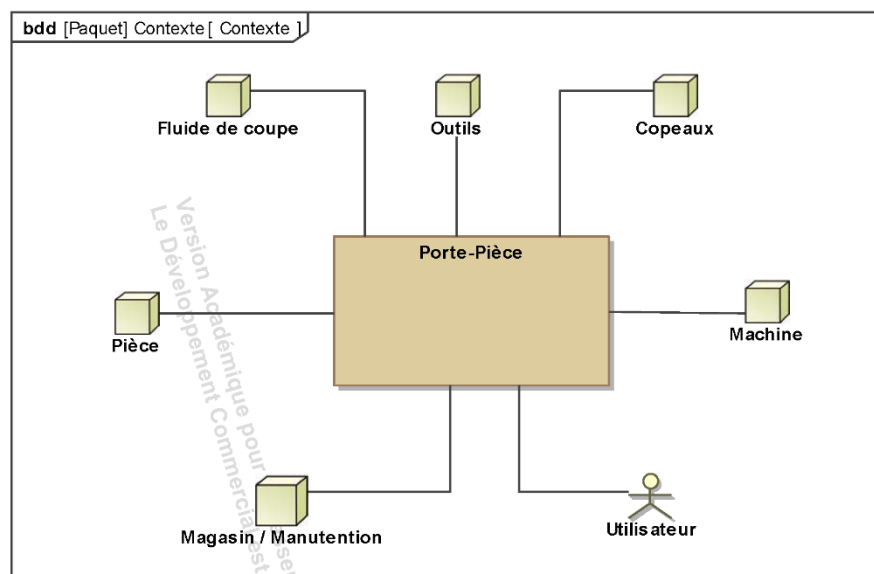 bdd [Paquet] Contexte [ Contexte ]
Fluide de coupe
Outils
Copeaux
Porte-Pièce
Pièce
Machine
Magasin / Manutention
Utilisateur
Version Académique pour
Le Développement Commercial est